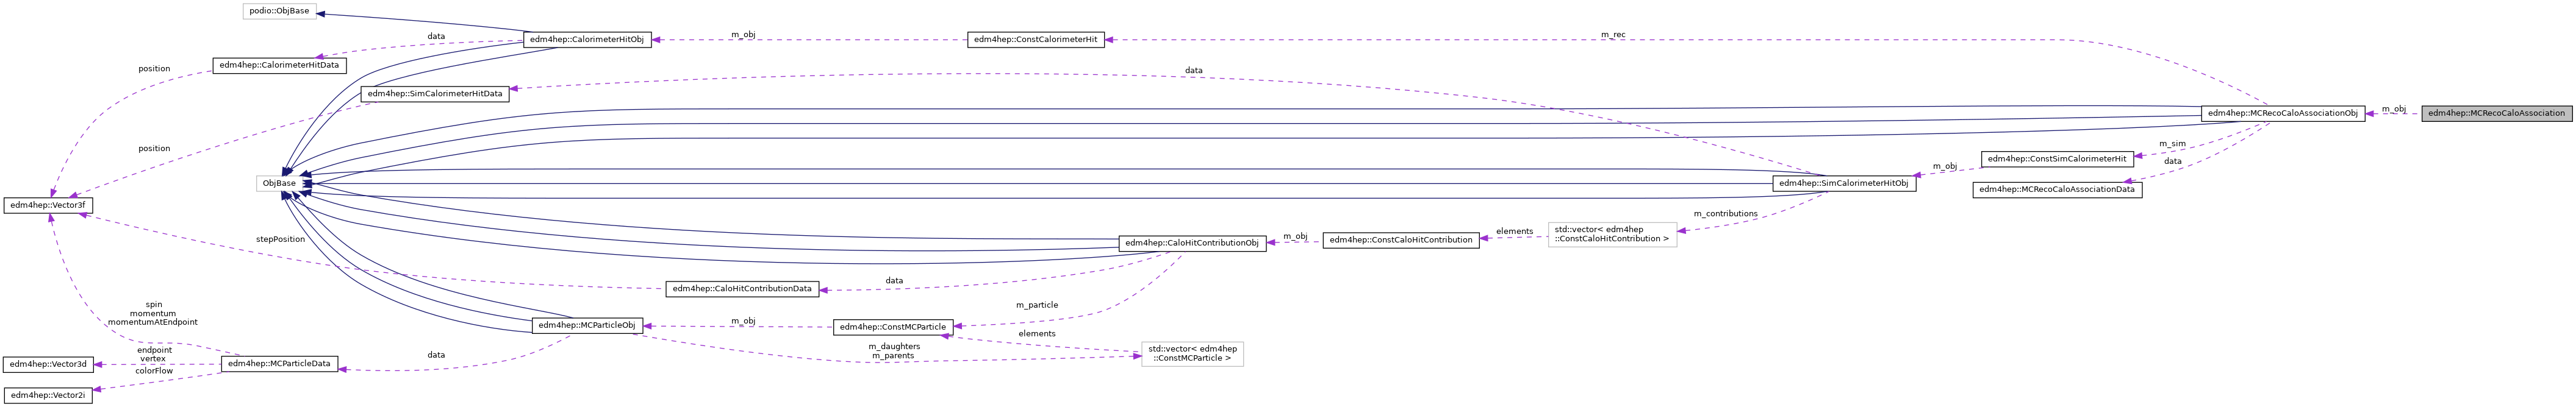 podio::ObjBase
edm4hep::CalorimeterHitObj
data
m_obj
edm4hep::ConstCalorimeterHit
m_rec
edm4hep::CalorimeterHitData
position
data
edm4hep::SimCalorimeterHitData
edm4hep::MCRecoCaloAssociationObj
m_obj
edm4hep::MCRecoCaloAssociation
position
m_sim
edm4hep::ConstSimCalorimeterHit
data
m_obj
ObjBase
edm4hep::SimCalorimeterHitObj
edm4hep::MCRecoCaloAssociationData
edm4hep::Vector3f
m_contributions
std::vector< edm4hep
::ConstCaloHitContribution >
elements
stepPosition
edm4hep::CaloHitContributionObj
m_obj
edm4hep::ConstCaloHitContribution
data
edm4hep::CaloHitContributionData
spin
momentum
momentumAtEndpoint
m_particle
edm4hep::MCParticleObj
m_obj
edm4hep::ConstMCParticle
elements
m_daughters
m_parents
std::vector< edm4hep
::ConstMCParticle >
endpoint
vertex
data
edm4hep::Vector3d
edm4hep::MCParticleData
colorFlow
edm4hep::Vector2i